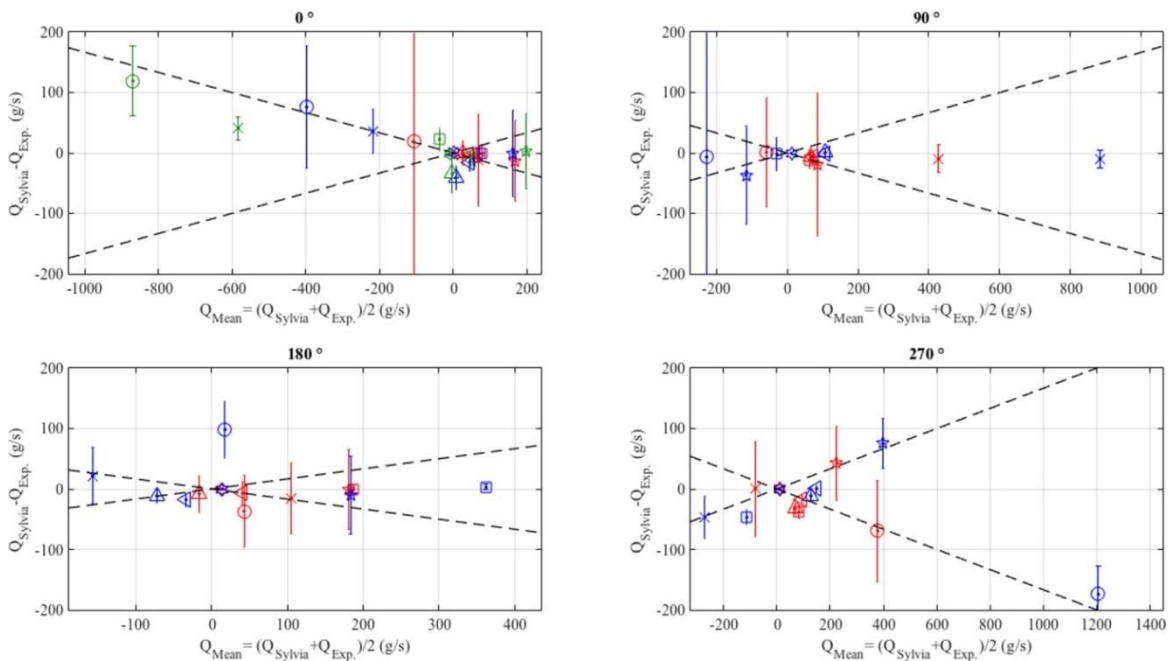 0 °
200
100
0
-100
-200
Q_Sylvia-Q_Exp. (g/s)
-1000 -800 -600 -400 -200 0 200
Q_Mean = (Q_Sylvia+Q_Exp.)/2 (g/s)
90 °
200
100
0
-100
-200
Q_Sylvia-Q_Exp. (g/s)
-200 0 200 400 600 800 1000
Q_Mean = (Q_Sylvia+Q_Exp.)/2 (g/s)
180 °
200
100
0
-100
-200
Q_Sylvia-Q_Exp. (g/s)
-100 0 100 200 300 400
Q_Mean = (Q_Sylvia+Q_Exp.)/2 (g/s)
270 °
200
100
0
-100
-200
Q_Sylvia-Q_Exp. (g/s)
-200 0 200 400 600 800 1000 1200 1400
Q_Mean = (Q_Sylvia+Q_Exp.)/2 (g/s)